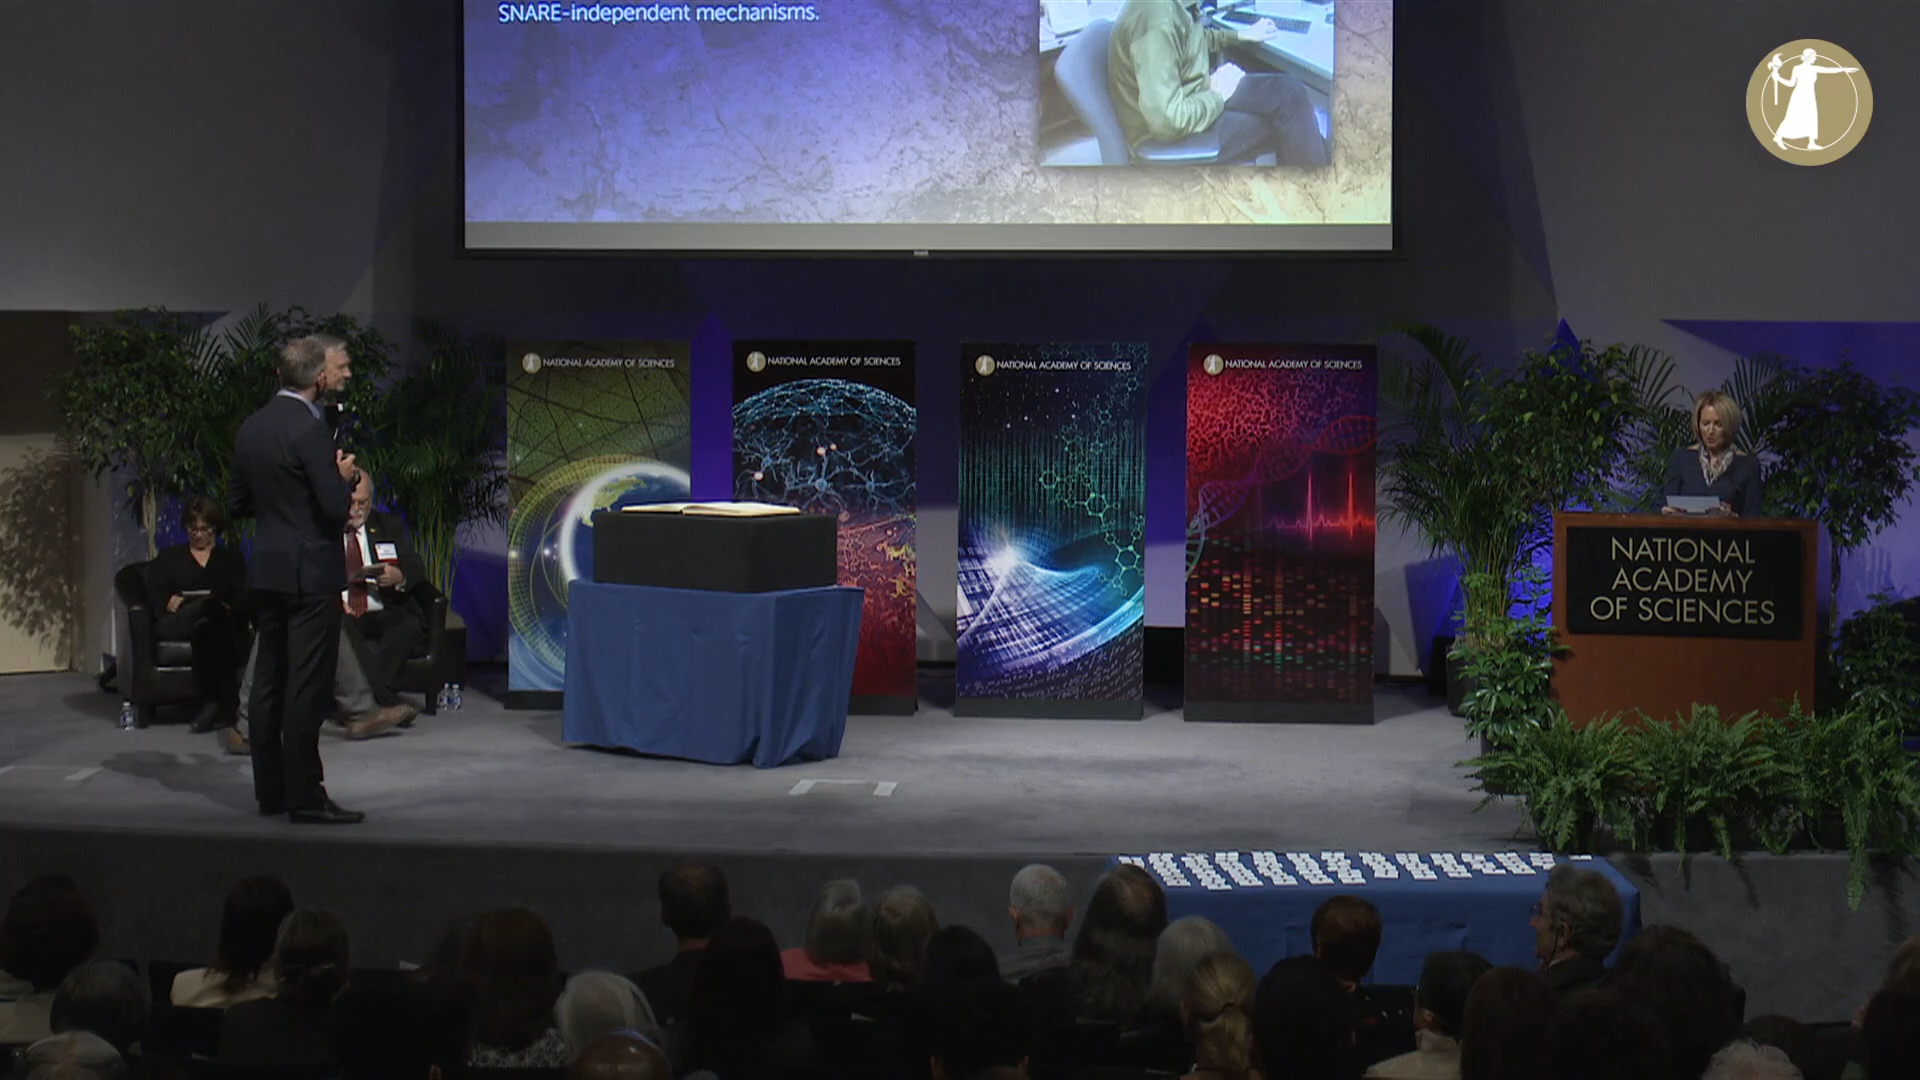 SNARE-independent mechanisms.
NATIONAL ACADEMY OF SCIENCES
NATIONAL ACADEMY OF SCIENCES
NATIONAL ACADEMY OF SCIENCES
NATIONAL ACADEMY OF SCIENCES
NATIONAL
ACADEMY
OF SCIENCES